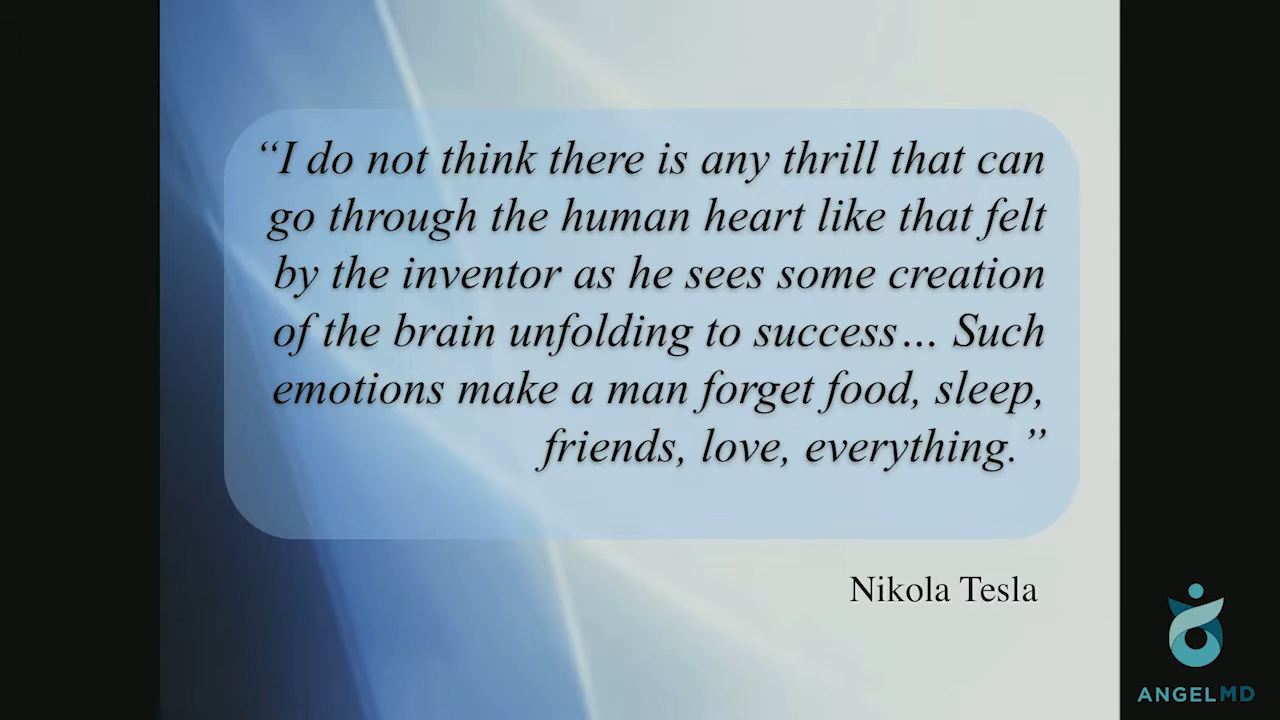 “I do not think there is any thrill that can
go through the human heart like that felt
by the inventor as he sees some creation
of the brain unfolding to success… Such
emotions make a man forget food, sleep,
friends, love, everything.”
Nikola Tesla
ANGELMD